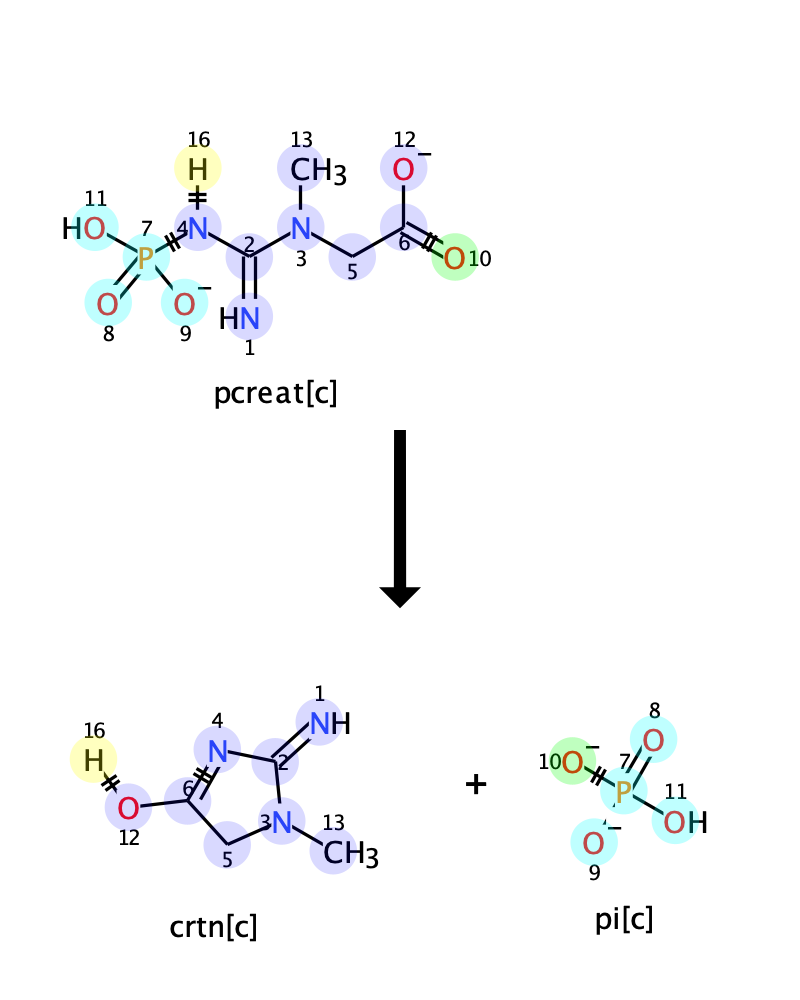 16 13 12
H CH3 O−
11 7 4 2 6
HO P N N O 10
3 5
O O− HN
8 9 1
pcreat[c]
1 8
16 4 NH 10 O− 7 O
H N 2 + P 11
6 3 N 13 OH
O 5 CH3 O−
12 9
crtn[c] pi[c]